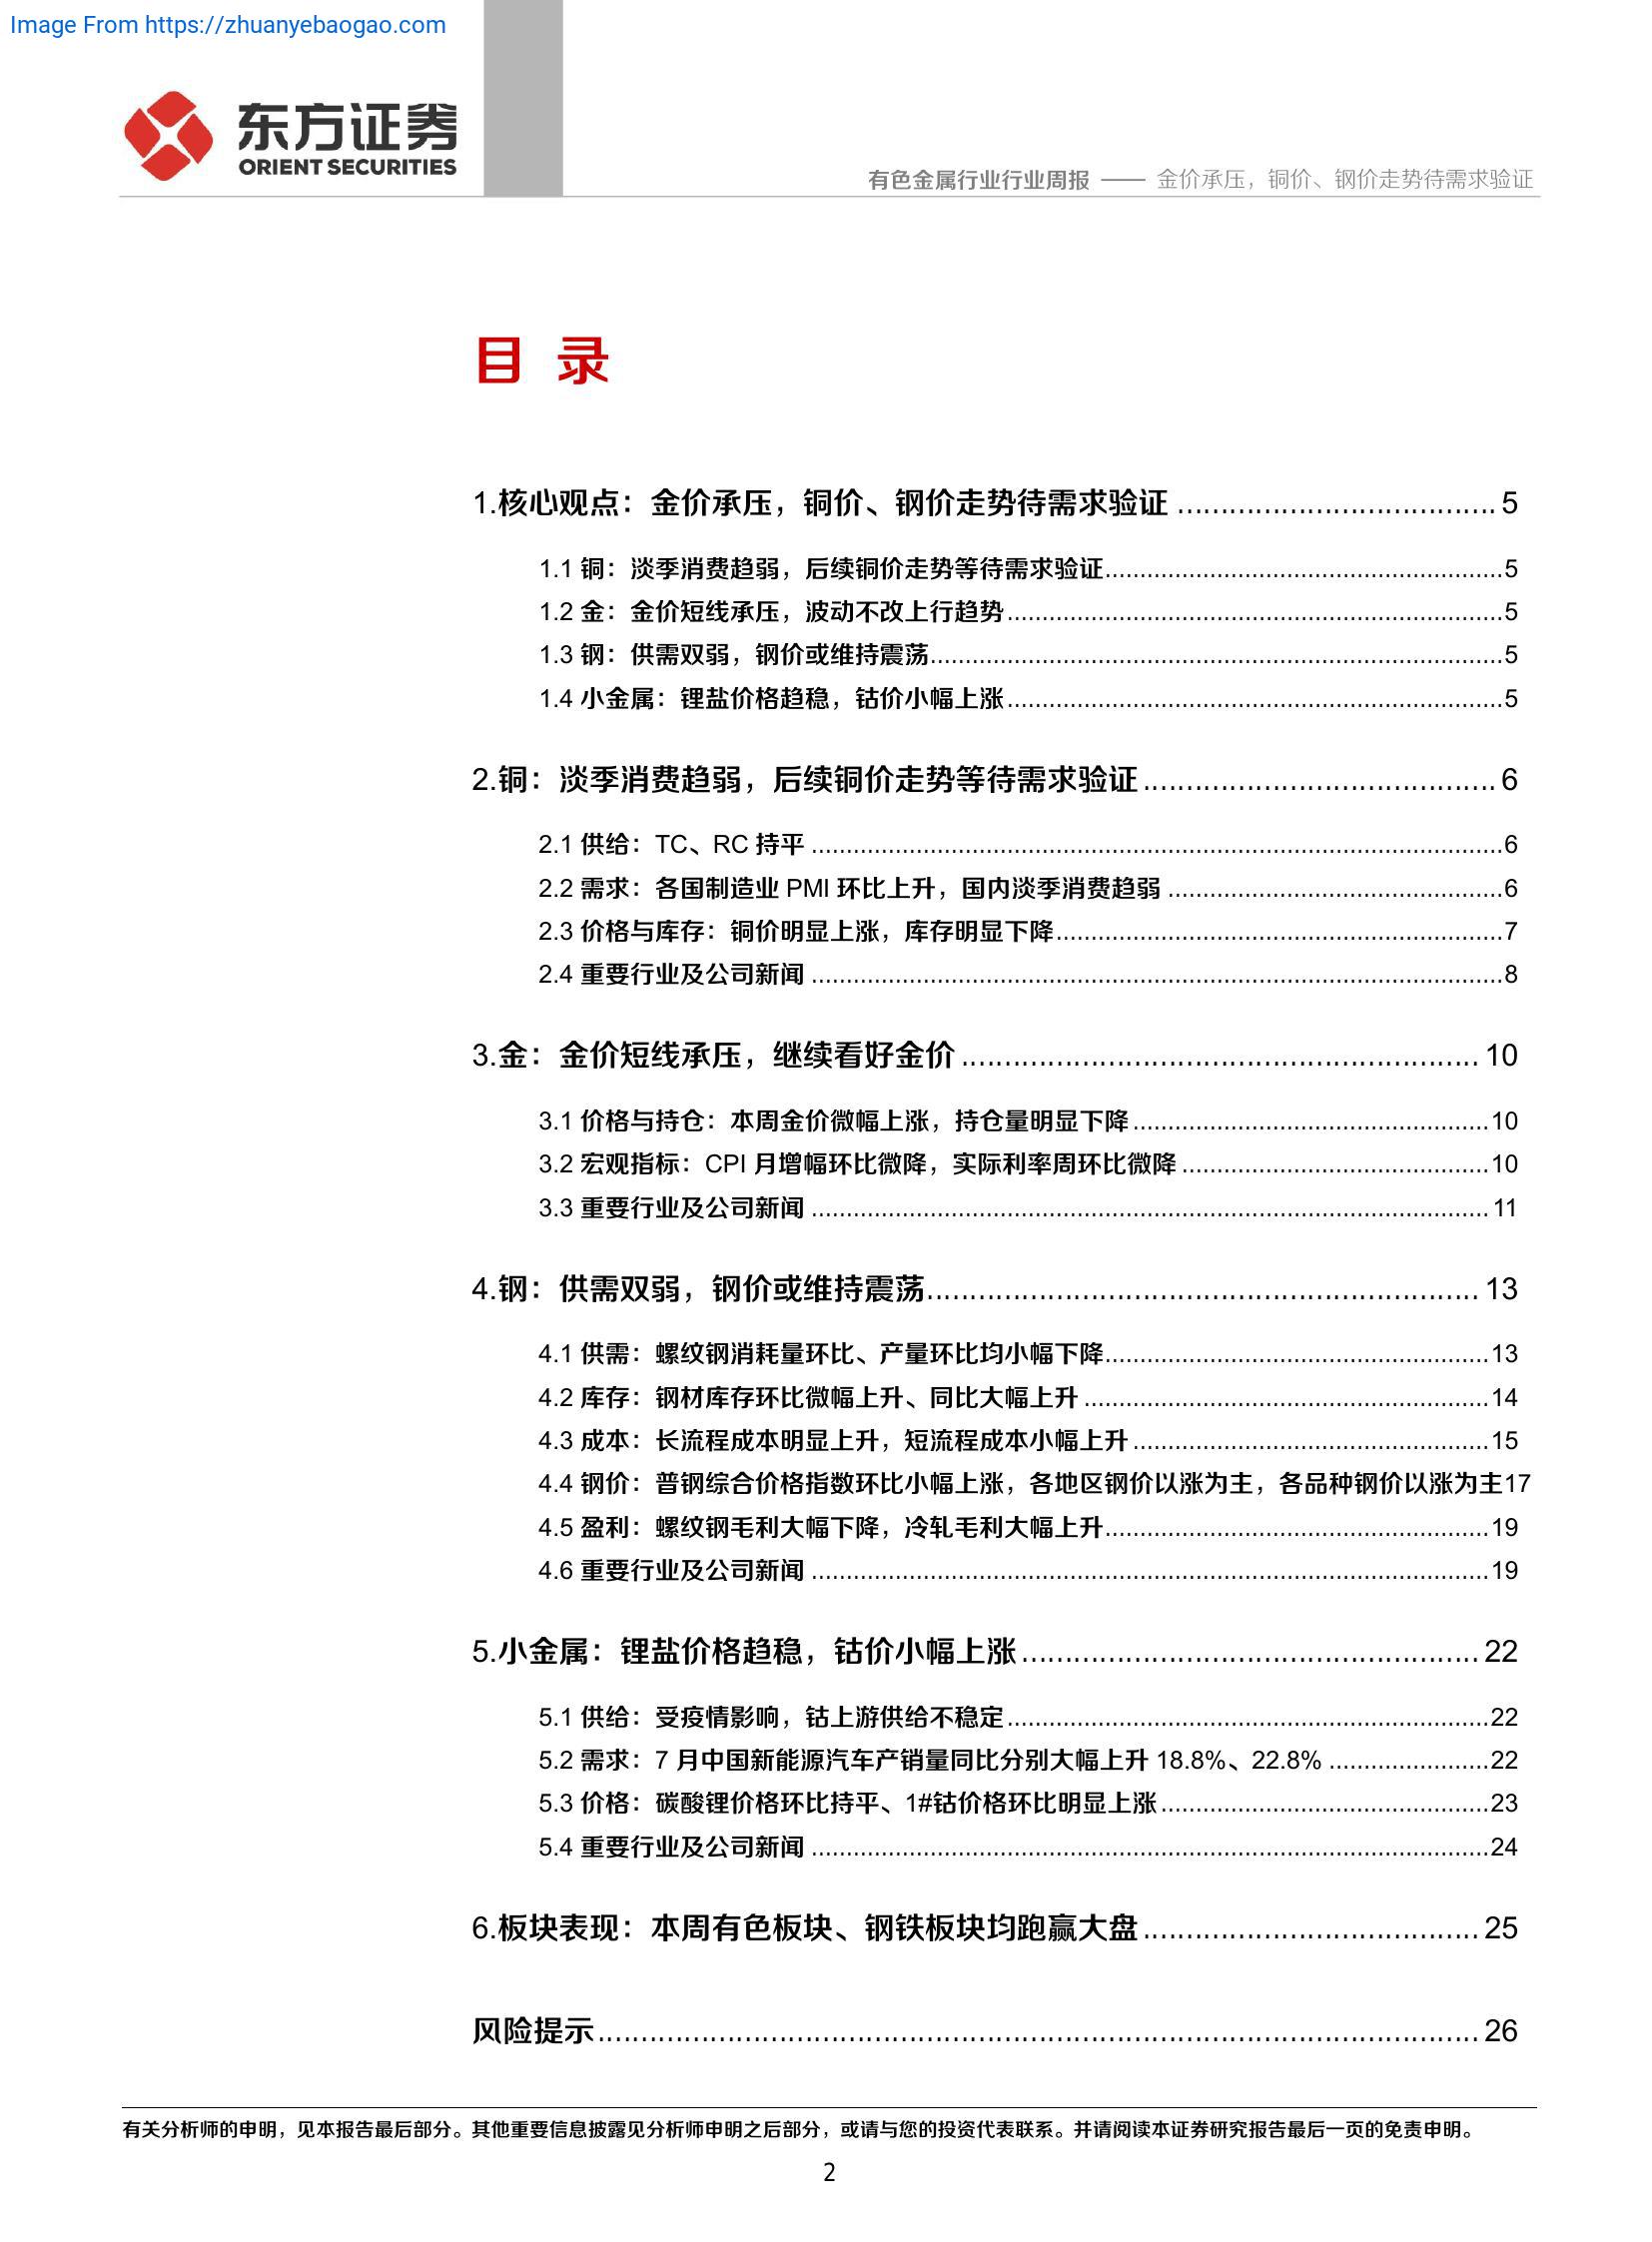 Image From https://zhuanyebaogao.com
东方证券
ORIENT SECURITIES
有色金属行业行业周报 —— 金价承压，铜价、钢价走势待需求验证
目 录
1.核心观点：金价承压，铜价、钢价走势待需求验证 ..................................... 5
1.1 铜：淡季消费趋弱，后续铜价走势等待需求验证.........................................................5
1.2 金：金价短线承压，波动不改上行趋势.......................................................................5
1.3 钢：供需双弱，钢价或维持震荡..................................................................................5
1.4 小金属：锂盐价格趋稳，钴价小幅上涨.......................................................................5
2.铜：淡季消费趋弱，后续铜价走势等待需求验证......................................... 6
2.1 供给：TC、RC 持平 ...................................................................................................6
2.2 需求：各国制造业 PMI 环比上升，国内淡季消费趋弱 ................................................6
2.3 价格与库存：铜价明显上涨，库存明显下降................................................................7
2.4 重要行业及公司新闻 ...................................................................................................8
3.金：金价短线承压，继续看好金价............................................................ 10
3.1 价格与持仓：本周金价微幅上涨，持仓量明显下降...................................................10
3.2 宏观指标：CPI 月增幅环比微降，实际利率周环比微降............................................10
3.3 重要行业及公司新闻 ................................................................................................. 11
4.钢：供需双弱，钢价或维持震荡................................................................ 13
4.1 供需：螺纹钢消耗量环比、产量环比均小幅下降.......................................................13
4.2 库存：钢材库存环比微幅上升、同比大幅上升..........................................................14
4.3 成本：长流程成本明显上升，短流程成本小幅上升...................................................15
4.4 钢价：普钢综合价格指数环比小幅上涨，各地区钢价以涨为主，各品种钢价以涨为主17
4.5 盈利：螺纹钢毛利大幅下降，冷轧毛利大幅上升.......................................................19
4.6 重要行业及公司新闻 .................................................................................................19
5.小金属：锂盐价格趋稳，钴价小幅上涨..................................................... 22
5.1 供给：受疫情影响，钴上游供给不稳定.....................................................................22
5.2 需求：7 月中国新能源汽车产销量同比分别大幅上升 18.8%、22.8% .......................22
5.3 价格：碳酸锂价格环比持平、1#钴价格环比明显上涨...............................................23
5.4 重要行业及公司新闻 .................................................................................................24
6.板块表现：本周有色板块、钢铁板块均跑赢大盘....................................... 25
风险提示...................................................................................................... 26
有关分析师的申明，见本报告最后部分。其他重要信息披露见分析师申明之后部分，或请与您的投资代表联系。并请阅读本证券研究报告最后一页的免责申明。
2